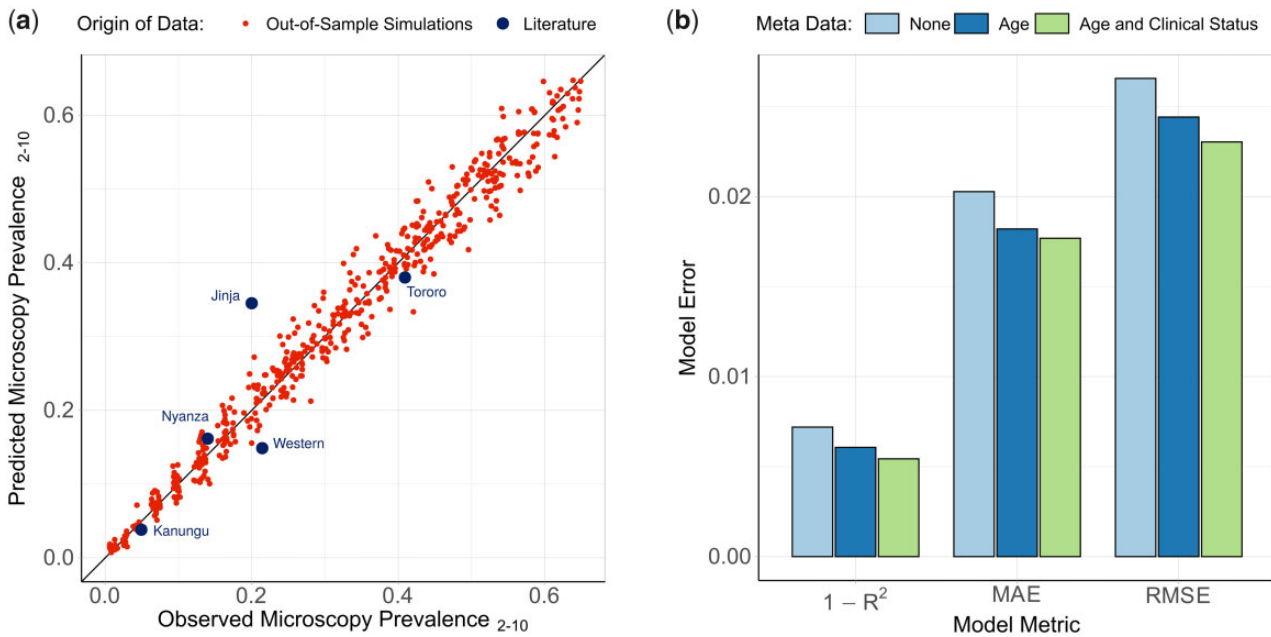 (a) Origin of Data: Out-of-Sample Simulations Literature
Predicted Microscopy Prevalence 2-10
0.6
0.4
0.2
0.0
Jinja
Tororo
Nyanza
Western
Kanungu
0.0 0.2 0.4 0.6
Observed Microscopy Prevalence 2-10
(b) Meta Data: None Age Age and Clinical Status
Model Error
0.02
0.01
0.00
1 − R² MAE RMSE
Model Metric